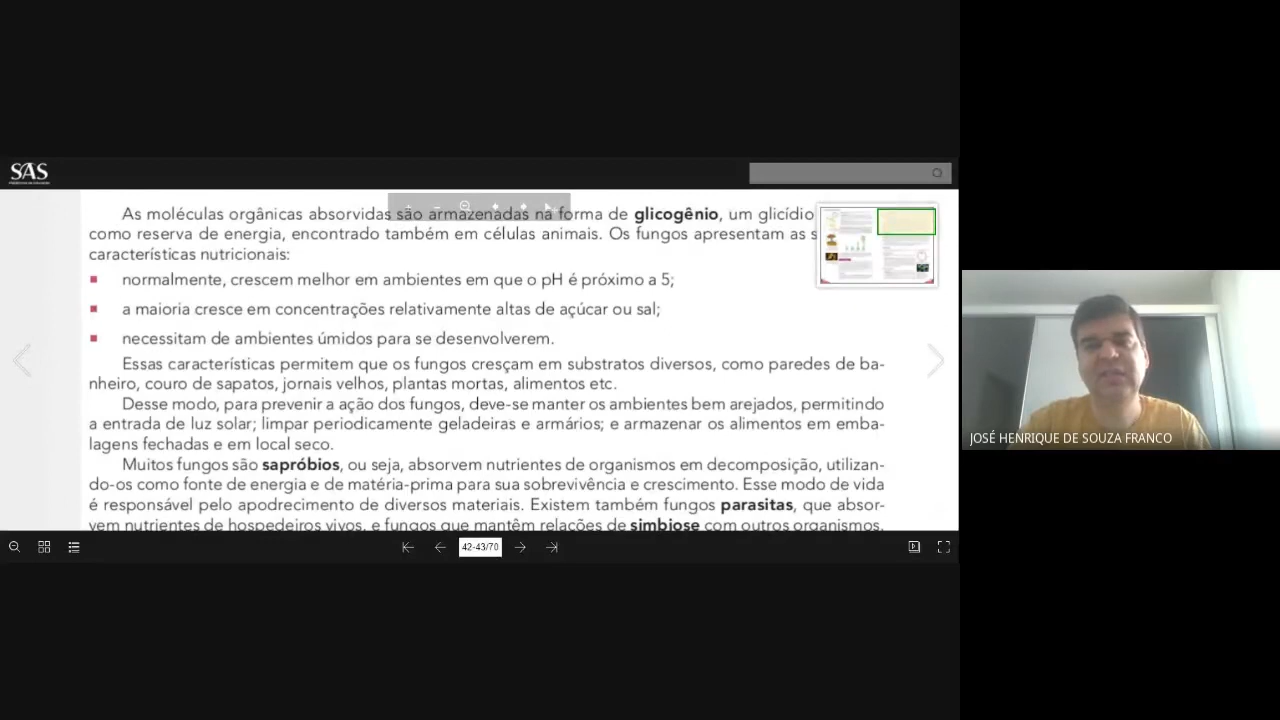 SAS
As moléculas orgânicas absorvidas são armazenadas na forma de glicogênio, um glicídio
como reserva de energia, encontrado também em células animais. Os fungos apresentam as s
características nutricionais:
normalmente, crescem melhor em ambientes em que o pH é próximo a 5;
a maioria cresce em concentrações relativamente altas de açúcar ou sal;
necessitam de ambientes úmidos para se desenvolverem.
Essas características permitem que os fungos cresçam em substratos diversos, como paredes de ba-
nheiro, couro de sapatos, jornais velhos, plantas mortas, alimentos etc.
Desse modo, para prevenir a ação dos fungos, deve-se manter os ambientes bem arejados, permitindo
a entrada de luz solar; limpar periodicamente geladeiras e armários; e armazenar os alimentos em emba-
lagens fechadas e em local seco.
Muitos fungos são sapróbios, ou seja, absorvem nutrientes de organismos em decomposição, utilizan-
do-os como fonte de energia e de matéria-prima para sua sobrevivência e crescimento. Esse modo de vida
é responsável pelo apodrecimento de diversos materiais. Existem também fungos parasitas, que absor-
vem nutrientes de hospedeiros vivos, e fungos que mantêm relações de simbiose com outros organismos.
42-43/70
JOSÉ HENRIQUE DE SOUZA FRANCO